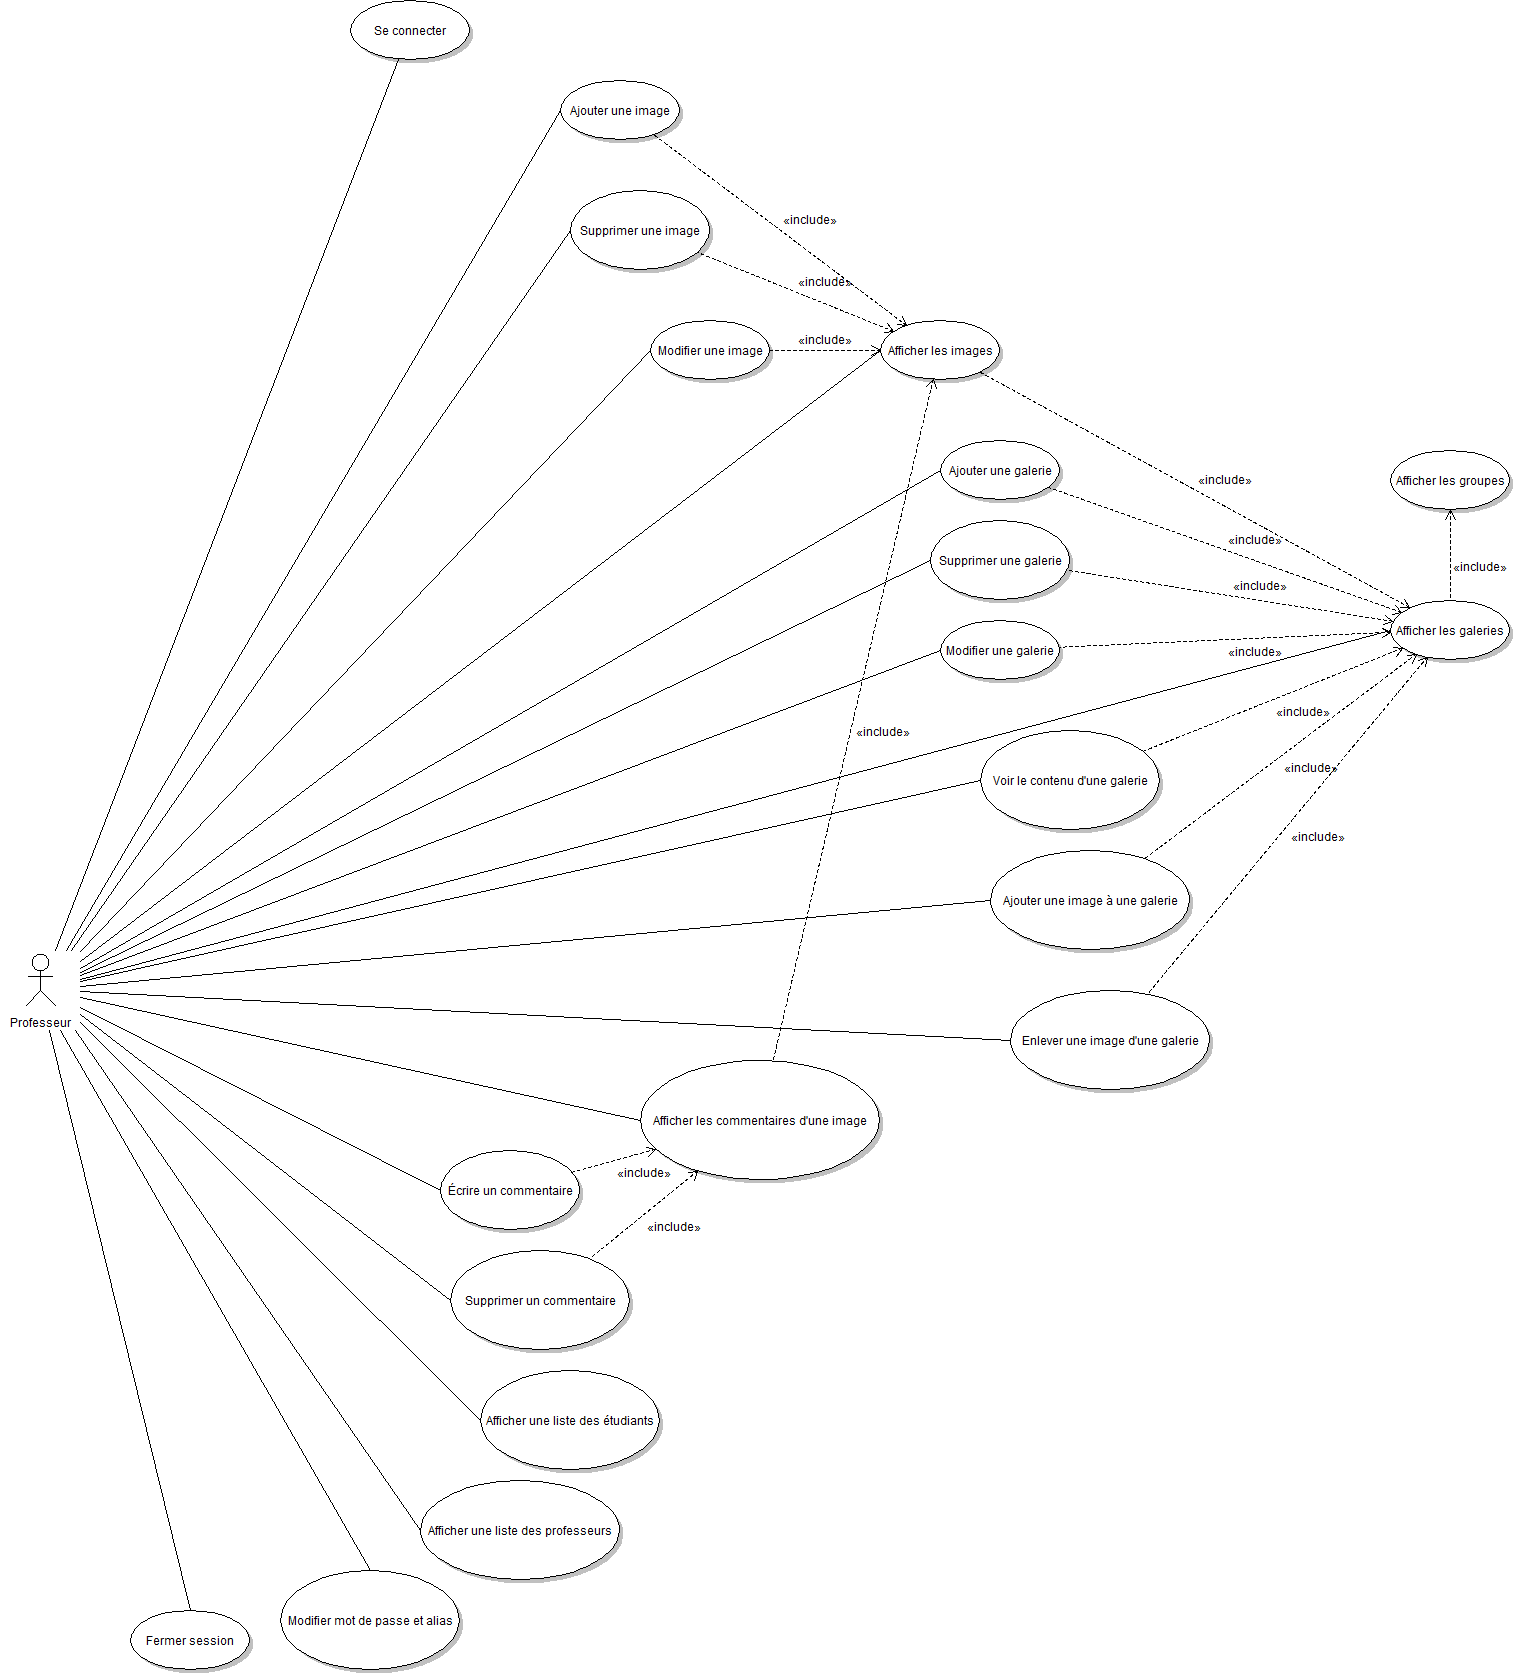 Se connecter
Ajouter une image
«include»
Supprimer une image
«include»
«include»
Modifier une image
Afficher les images
Ajouter une galerie
«include»
Afficher les groupes
«include»
Supprimer une galerie
«include»
«include»
Afficher les galeries
Modifier une galerie
«include»
«include»
«include»
«include»
Voir le contenu d'une galerie
«include»
Ajouter une image à une galerie
Professeur
Enlever une image d'une galerie
Afficher les commentaires d'une image
«include»
Écrire un commentaire
«include»
Supprimer un commentaire
Afficher une liste des étudiants
Afficher une liste des professeurs
Modifier mot de passe et alias
Fermer session